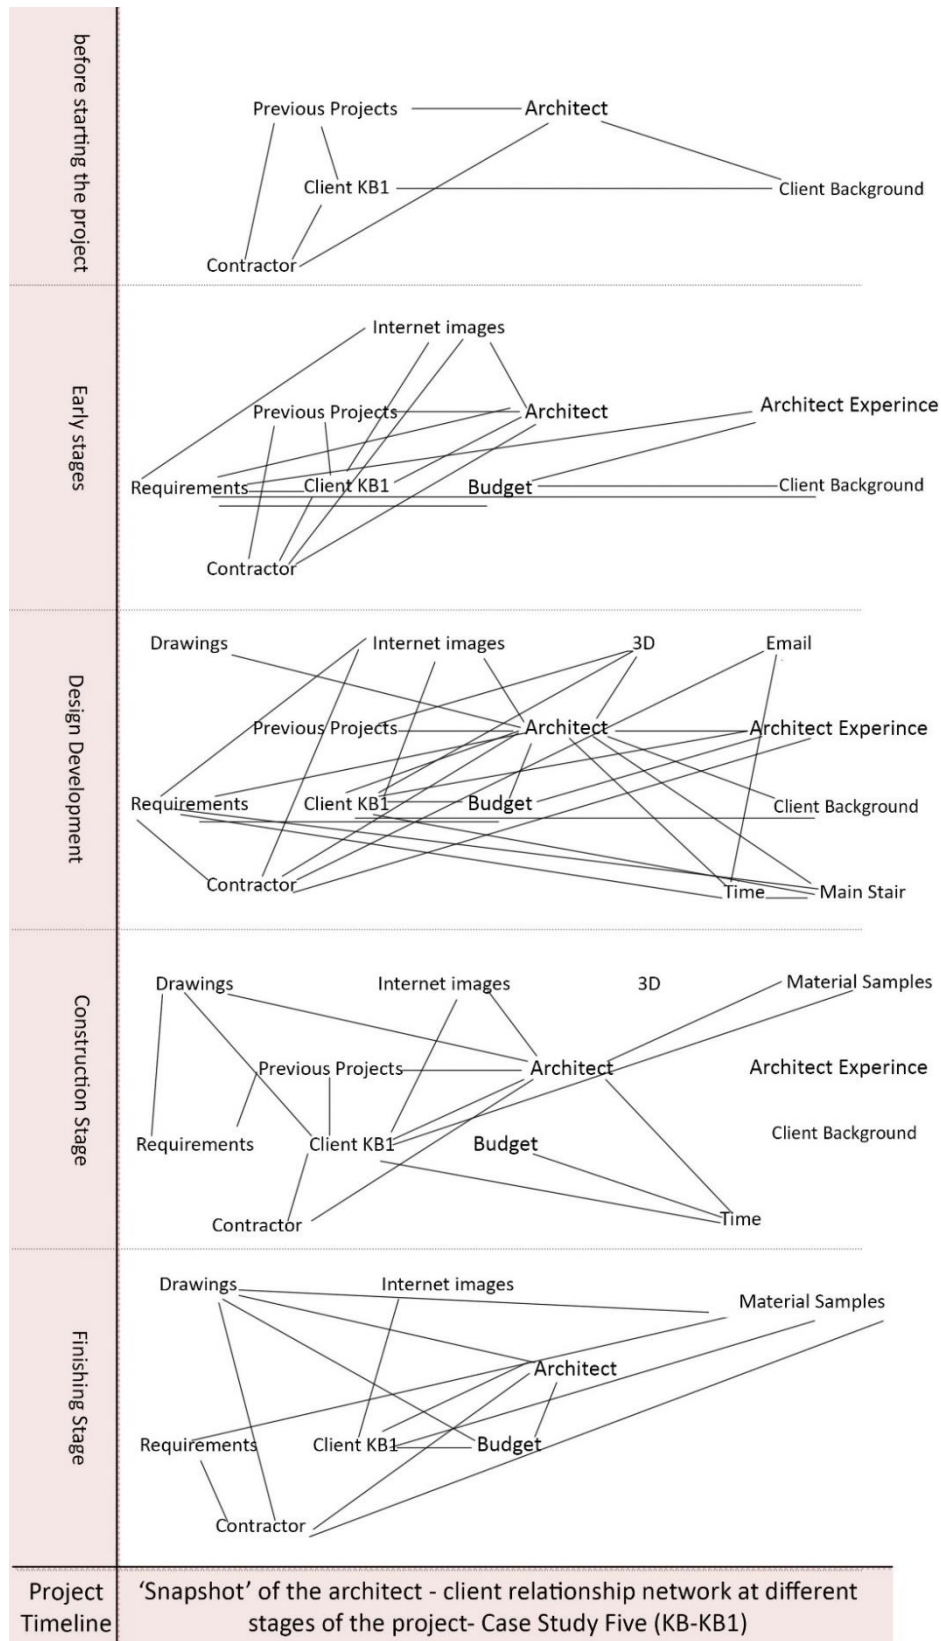 before starting the project
Previous Projects
Architect
Client KB1
Client Background
Contractor
Early stages
Internet images
Previous Projects
Architect
Architect Experince
Requirements
Client KB1
Budget
Client Background
Contractor
Design Development
Drawings
Internet images
3D
Email
Previous Projects
Architect
Architect Experince
Requirements
Client KB1
Budget
Client Background
Contractor
Time
Main Stair
Construction Stage
Drawings
Internet images
3D
Material Samples
Previous Projects
Architect
Architect Experince
Requirements
Client KB1
Budget
Client Background
Contractor
Time
Finishing Stage
Drawings
Internet images
Material Samples
Architect
Requirements
Client KB1
Budget
Contractor
Project
Timeline
‘Snapshot’ of the architect - client relationship network at different
stages of the project- Case Study Five (KB-KB1)